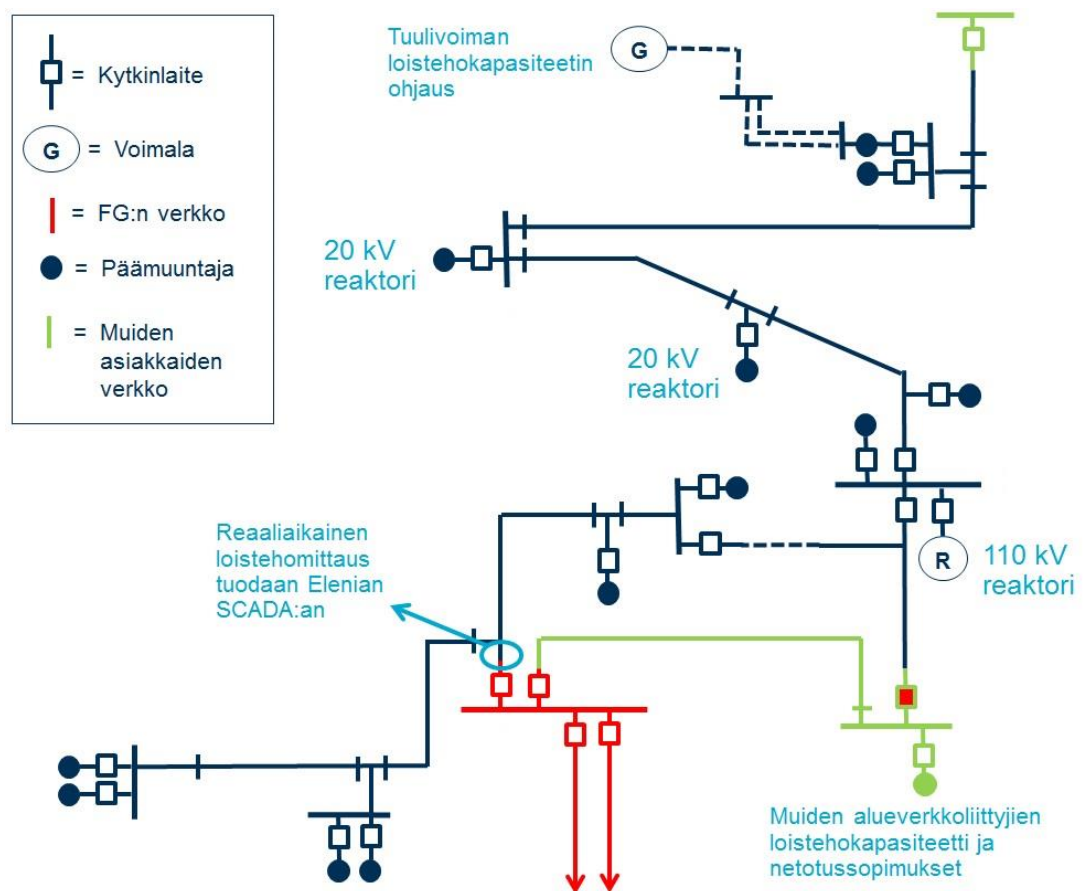 = Kytkinlaite
G
= Voimala
= FG:n verkko
= Päämuuntaja
= Muiden
asiakkaiden
verkko
Tuulivoiman
loistehokapasiteetin
ohjaus
G
20 kV
reaktori
20 kV
reaktori
Reaaliaikainen
loistehomittaus
tuodaan Elenian
SCADA:an
R
110 kV
reaktori
Muiden alueverkkoliittyjien
loistehokapasiteetti ja
netotussopimukset